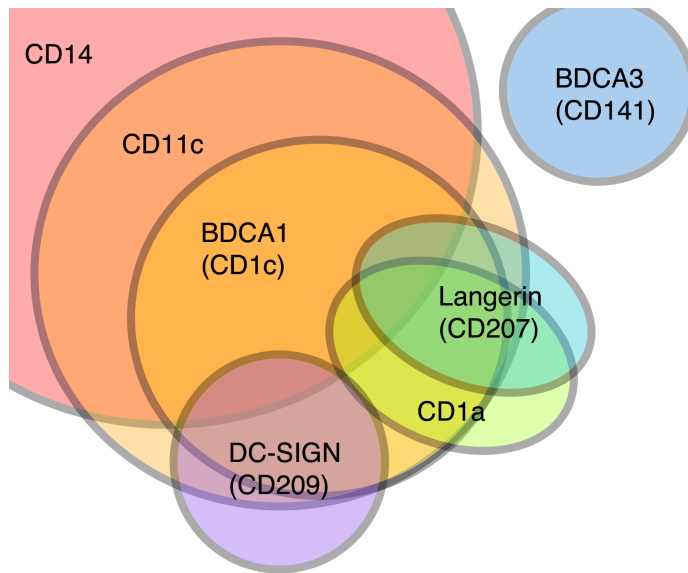 CD14
BDCA3
(CD141)
CD11c
BDCA1
(CD1c)
Langerin
(CD207)
CD1a
DC-SIGN
(CD209)